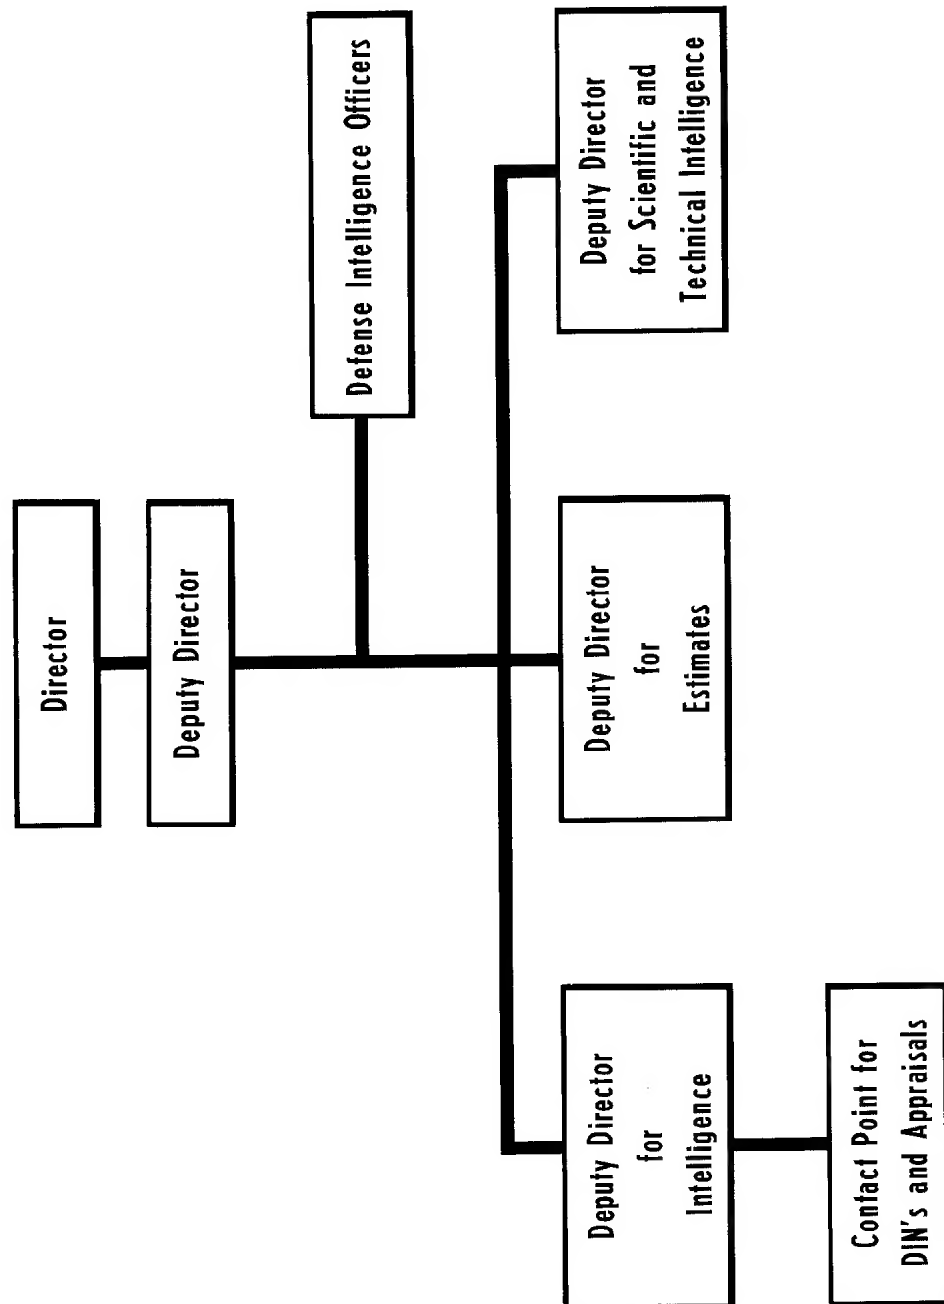 Director
Deputy Director
Defense Intelligence Officers
Deputy Director
for
Intelligence
Deputy Director
for
Estimates
Deputy Director
for Scientific and
Technical Intelligence
Contact Point for
DIN's and Appraisals